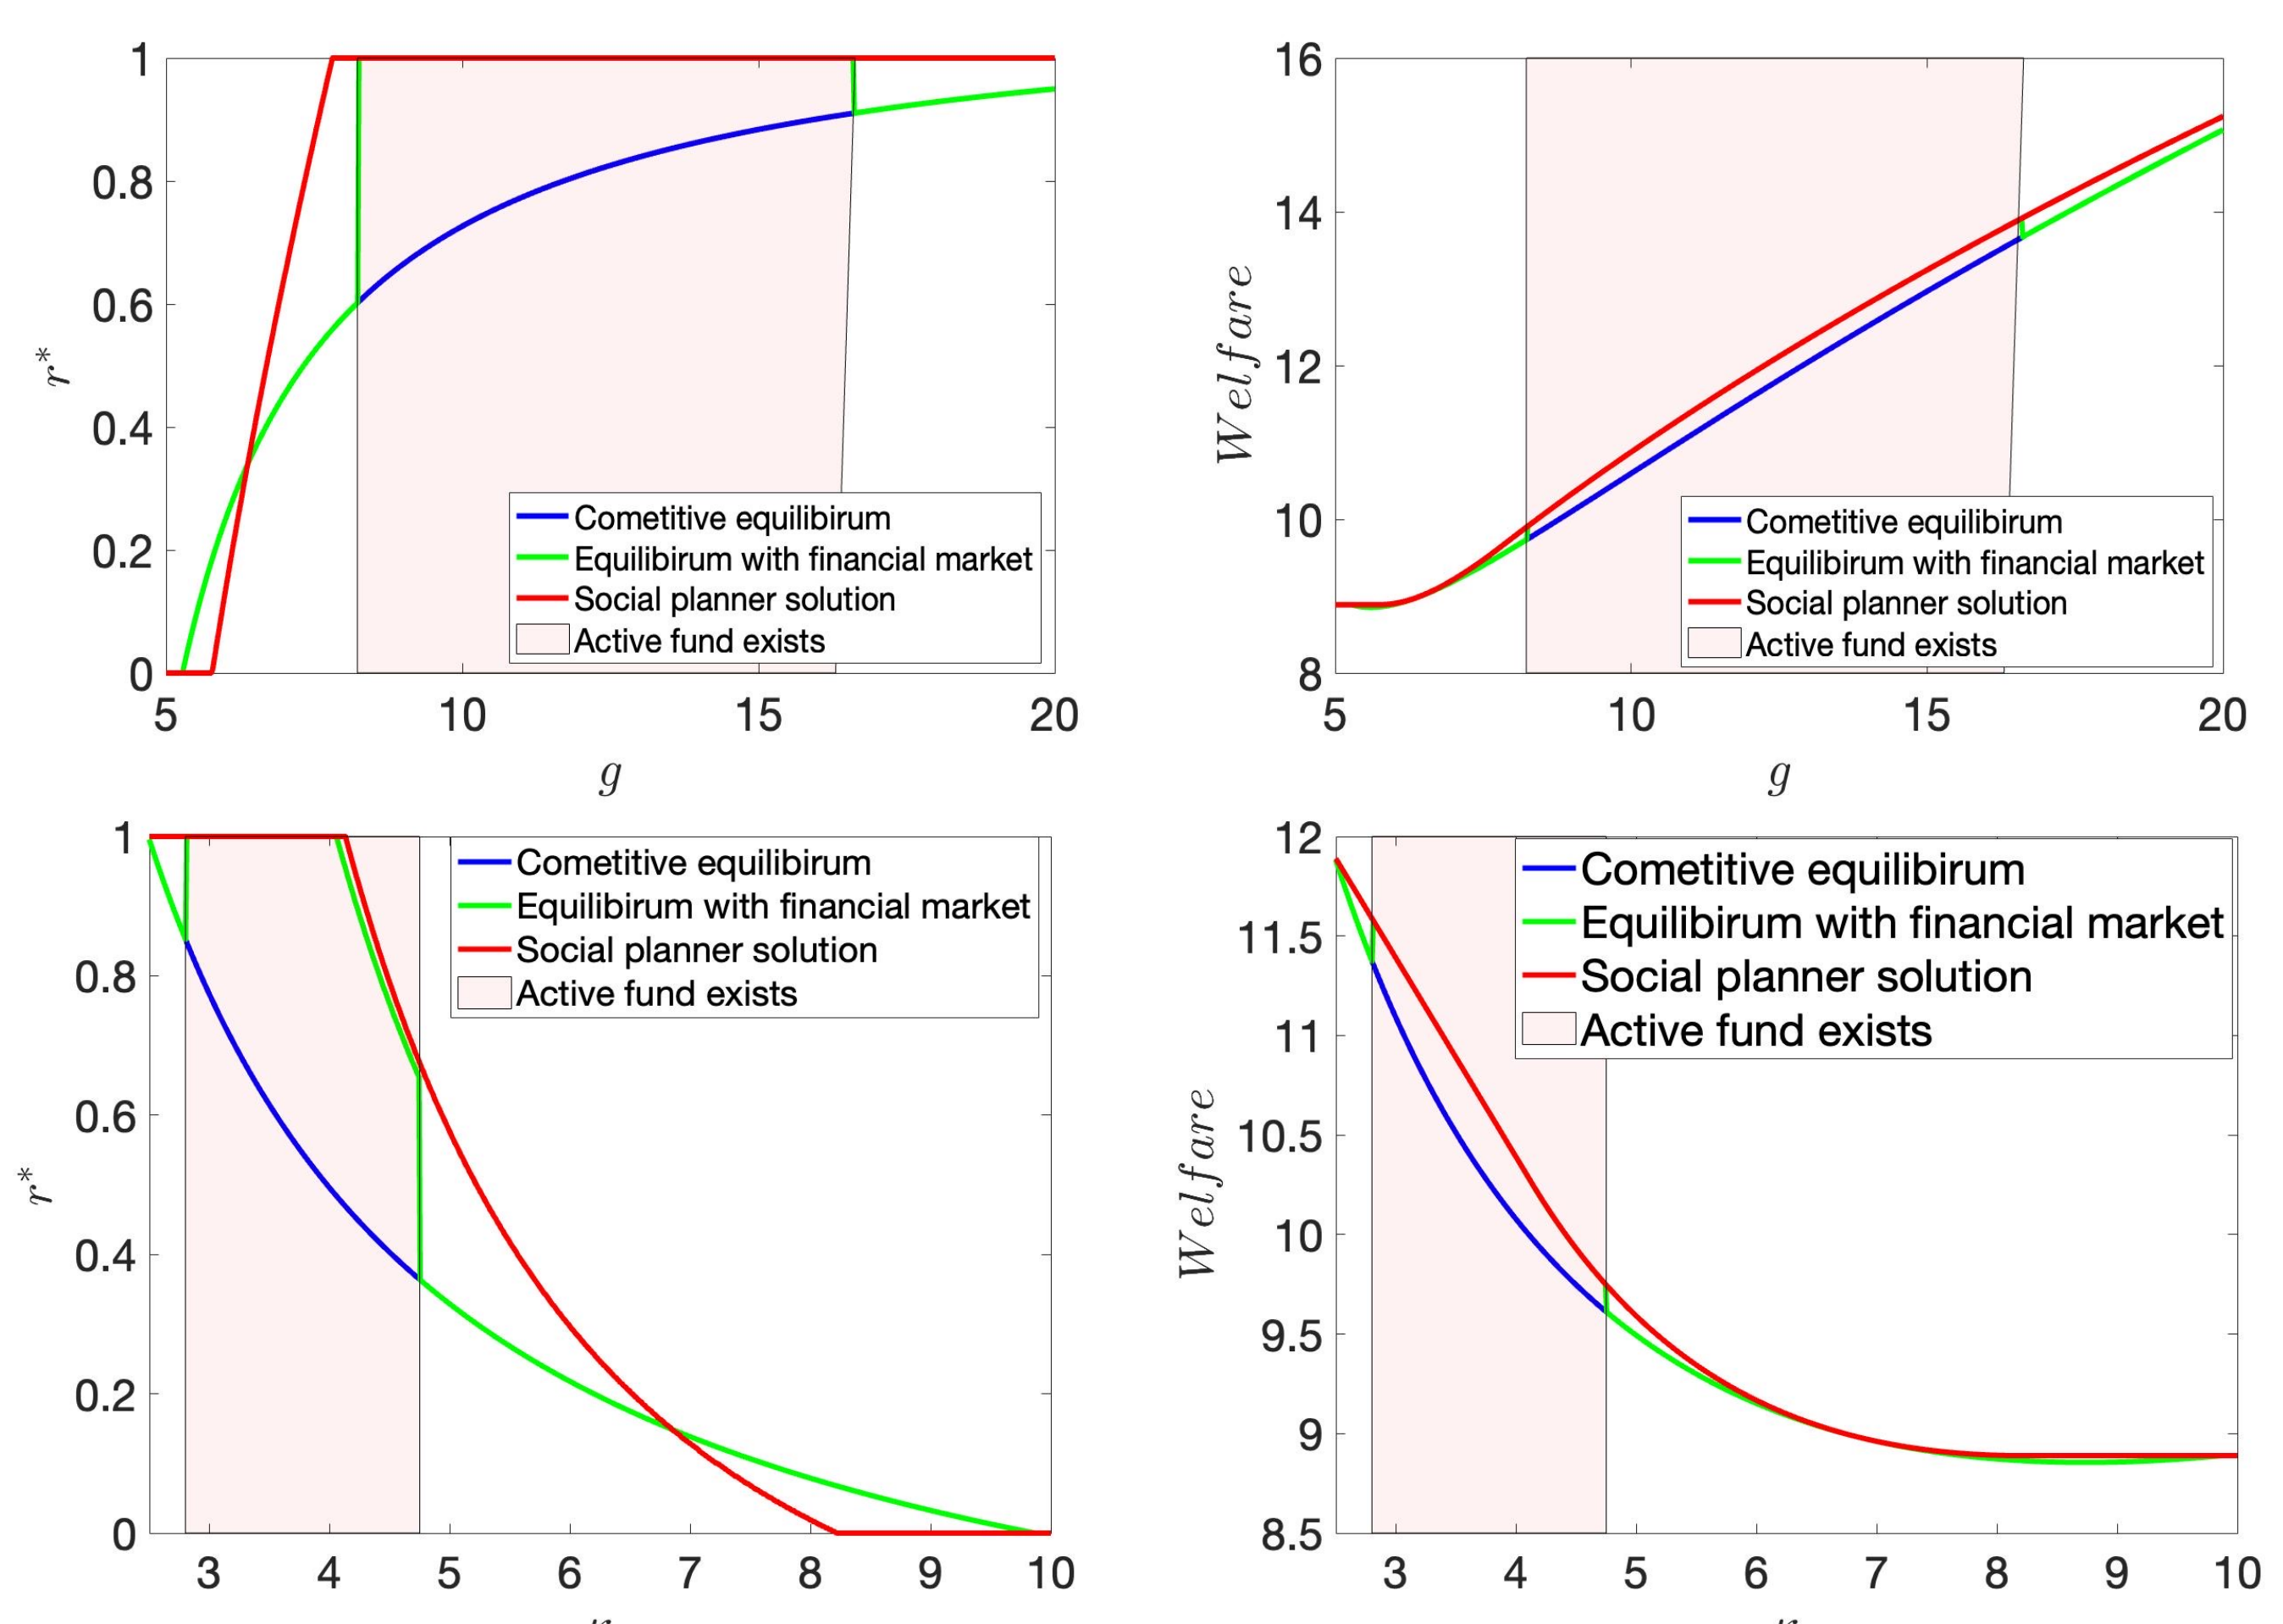 1
0.8
0.6
0.4
0.2
0
r*
5 10 15 20
g
Cometitive equilibirum
Equilibirum with financial market
Social planner solution
Active fund exists
16
14
12
10
8
Welfare
5 10 15 20
g
Cometitive equilibirum
Equilibirum with financial market
Social planner solution
Active fund exists
1
0.8
0.6
0.4
0.2
0
r*
3 4 5 6 7 8 9 10
Cometitive equilibirum
Equilibirum with financial market
Social planner solution
Active fund exists
12
11.5
11
10.5
10
9.5
9
8.5
Welfare
3 4 5 6 7 8 9 10
Cometitive equilibirum
Equilibirum with financial market
Social planner solution
Active fund exists